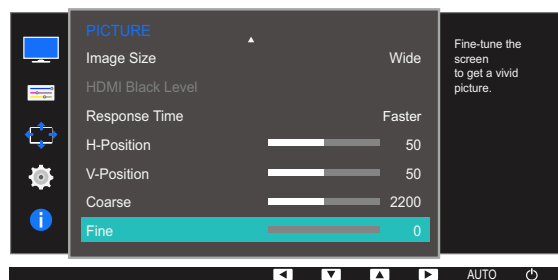 PICTURE
Image Size Wide
HDMI Black Level
Response Time Faster
H-Position 50
V-Position 50
Coarse 2200
Fine 0
Fine-tune the
screen
to get a vivid
picture.
i
AUTO